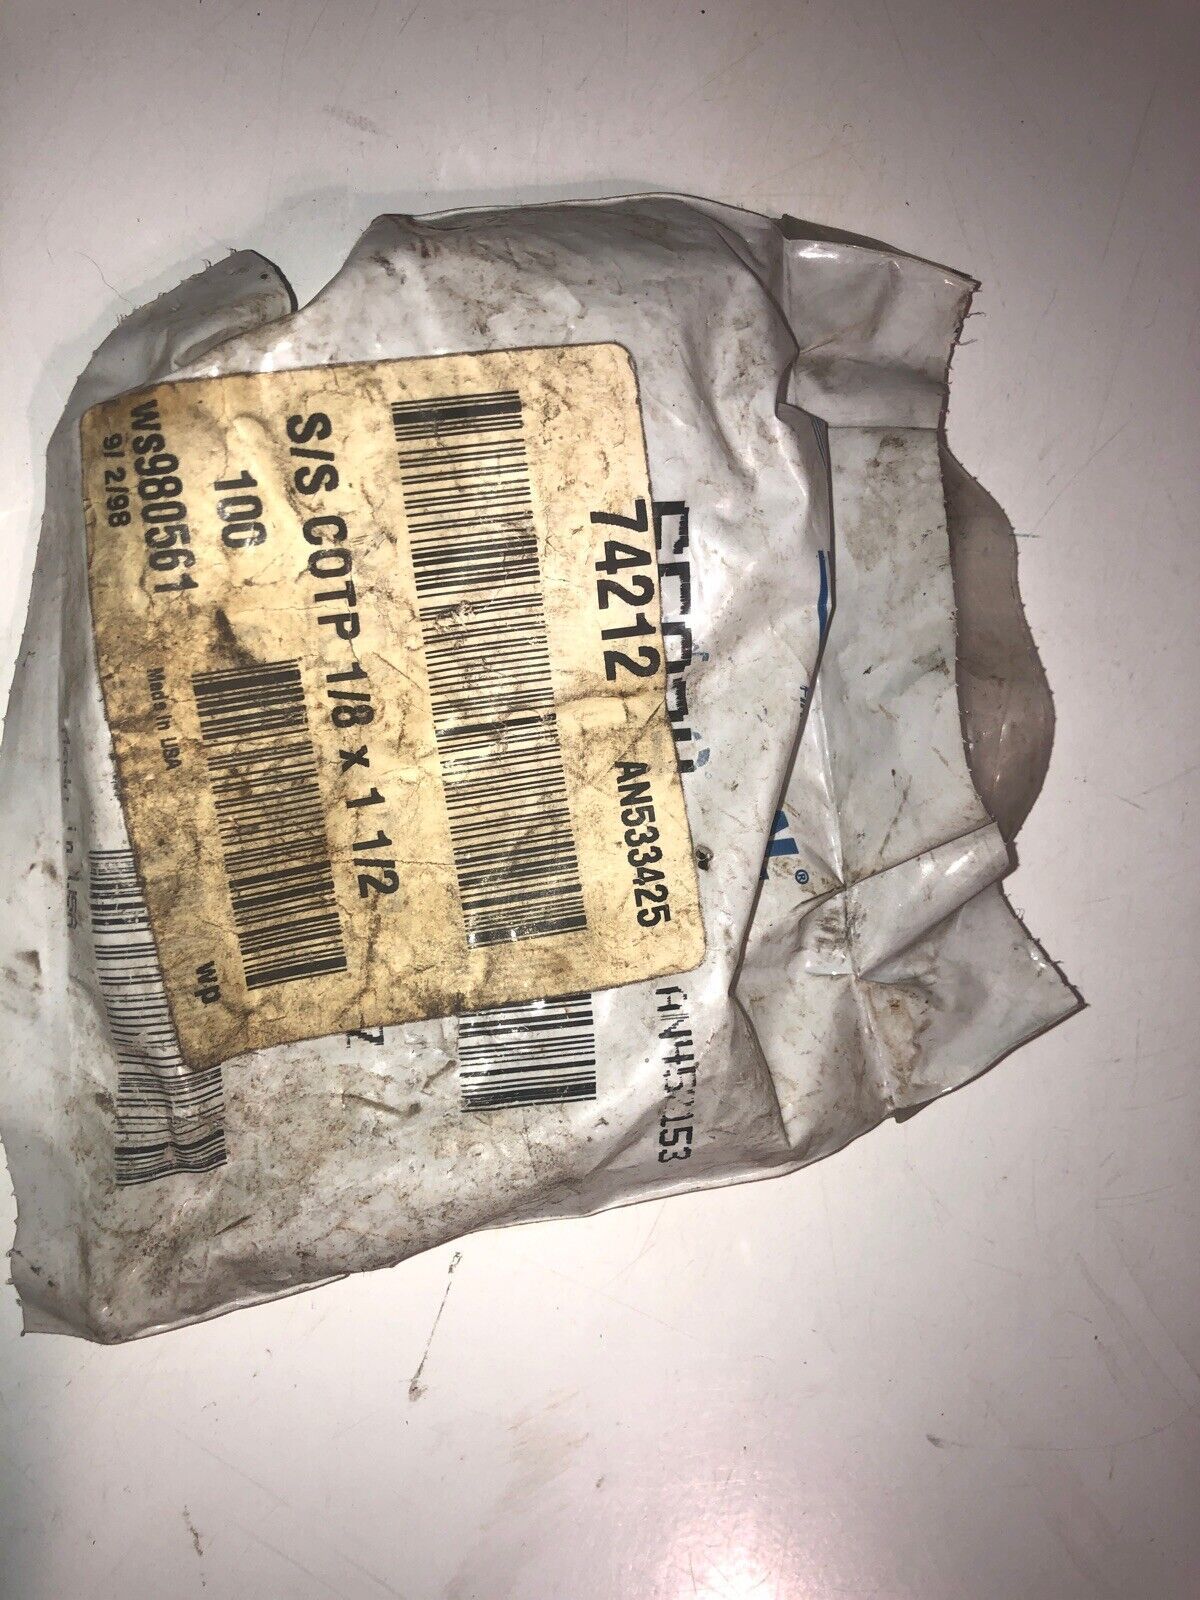 74212 AN533425
S/S COTP 1/8 x 1 1/2
100
WS980561 Made in USA wp
9/ 2/98
®